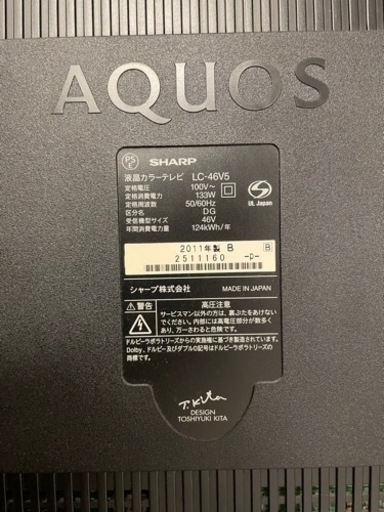 AQUOS
PS E SHARP
液晶カラーテレビ LC-46V5
定格電圧 100V~
定格消費電力 133W
定格周波数 50/60Hz
区分名 DG
受信機型サイズ 46V
年間消費電力量 124kWh/年
UL Japan
2011年製 B B
2511160 -p-
シャープ株式会社 MADE IN JAPAN
警告 高圧注意
サービスマン以外の方は、裏ぶたをあけないでください。内部には高電圧部分が数多くあり、万一さわると危険です。
ドルビーラボラトリーズからの実施権に基づき製造されています。
Dolby、ドルビー及びダブルD記号はドルビーラボラトリーズの商標です。
T. Kita
DESIGN
TOSHIYUKI KITA